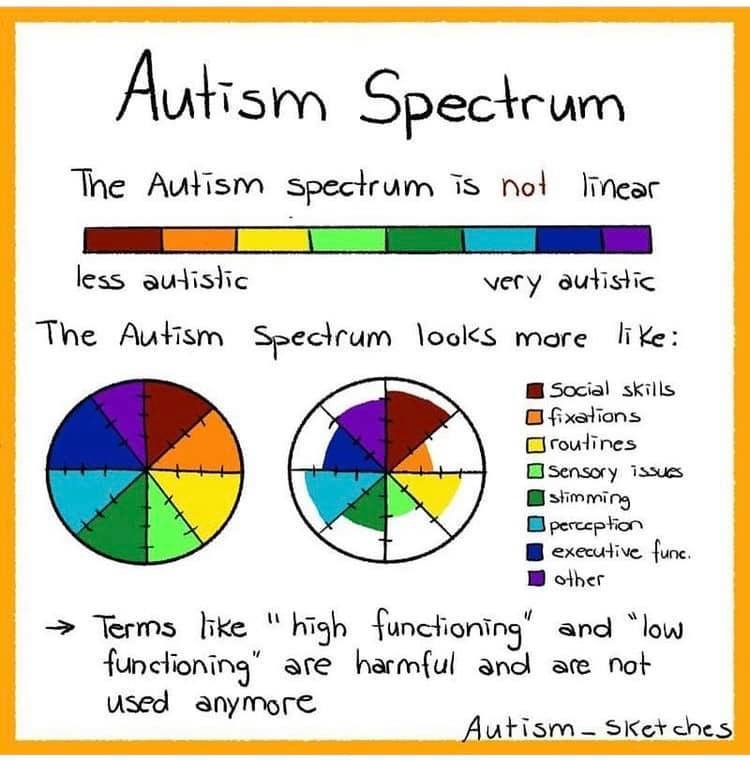 Autism Spectrum
The Autism spectrum is not linear
less autistic very autistic
The Autism Spectrum looks more like:
Social skills
fixations
routines
Sensory issues
stimming
perception
executive func.
other
→ Terms like "high functioning" and "low
functioning" are harmful and are not
used anymore
Autism_Sketches